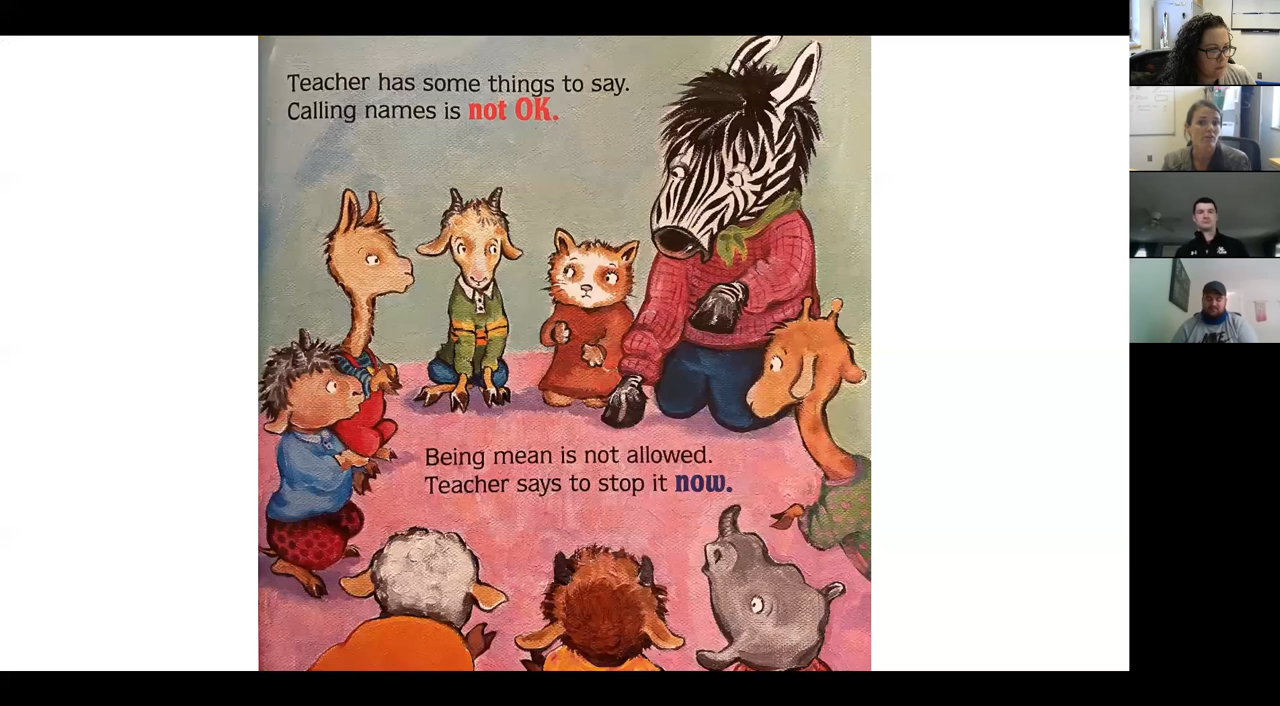 Teacher has some things to say.
Calling names is not OK.
Being mean is not allowed.
Teacher says to stop it now.